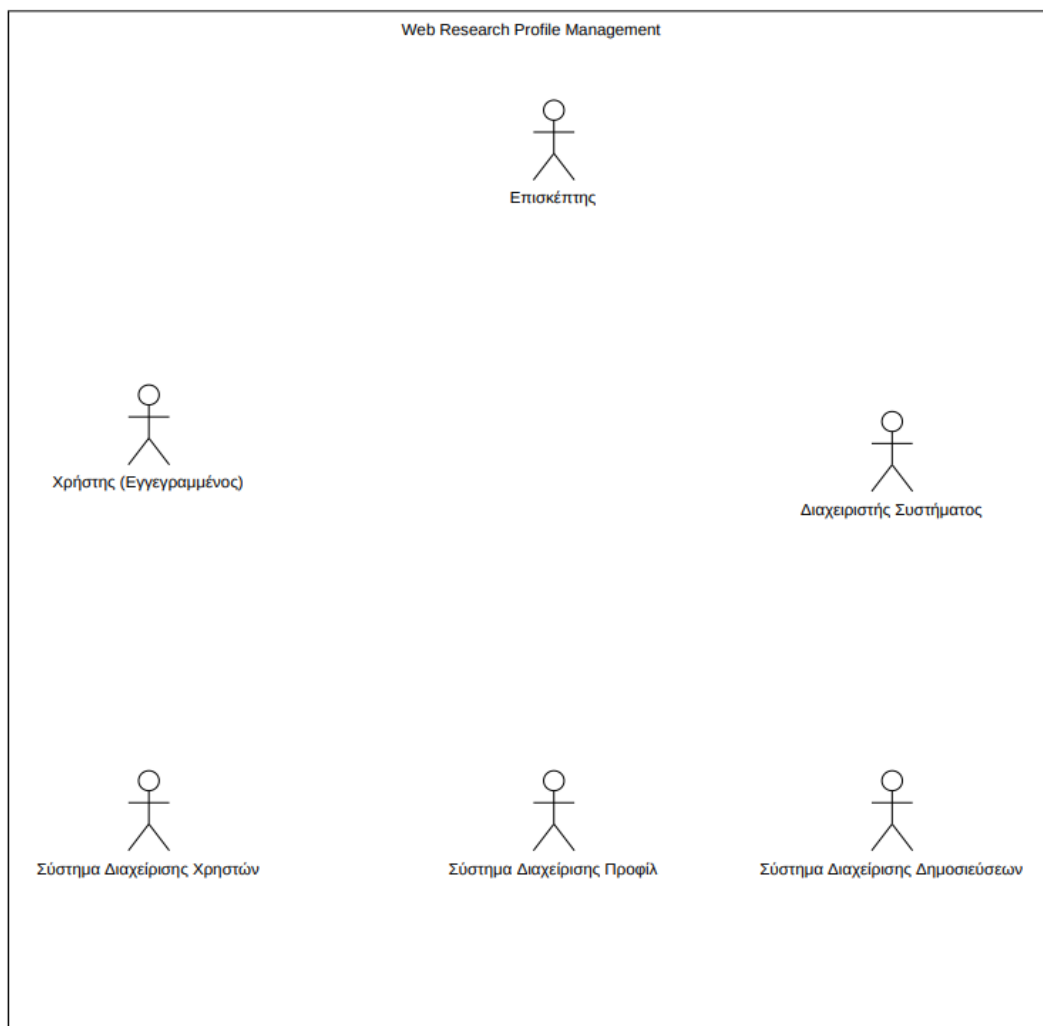 Web Research Profile Management
Επισκέπτης
Χρήστης (Εγγεγραμμένος)
Διαχειριστής Συστήματος
Σύστημα Διαχείρισης Χρηστών
Σύστημα Διαχείρισης Προφίλ
Σύστημα Διαχείρισης Δημοσιεύσεων